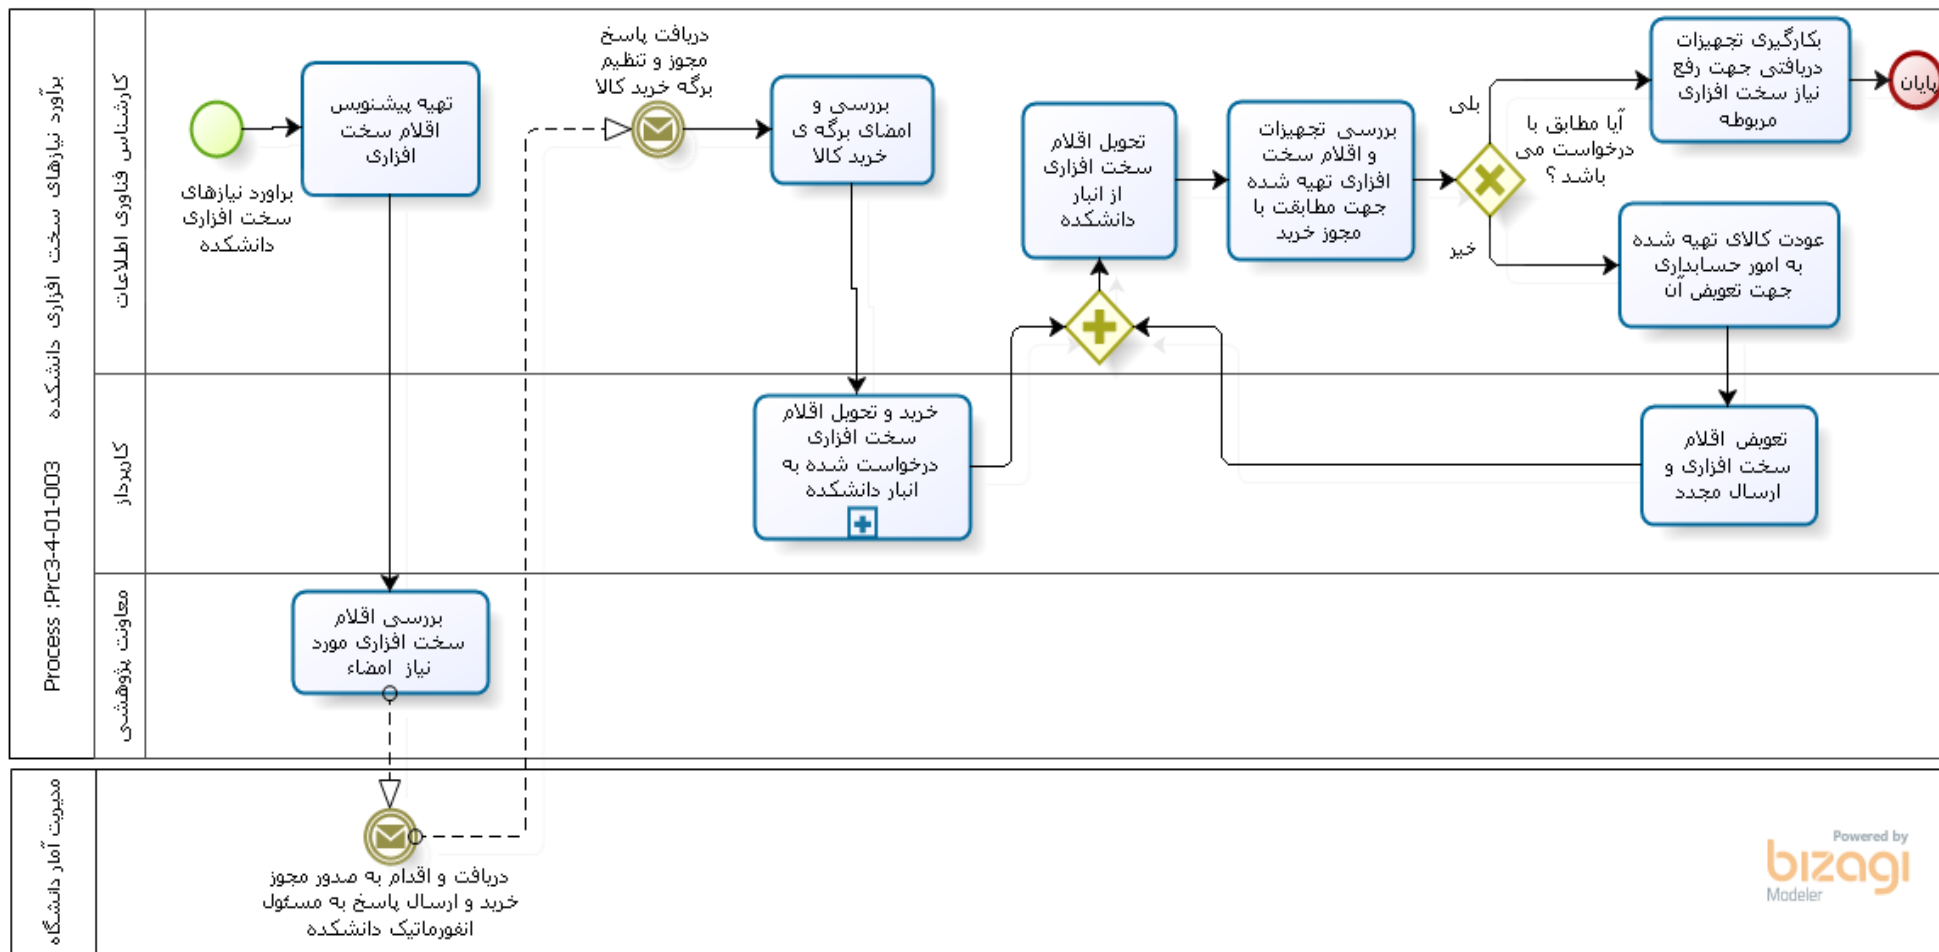 برآورد نیازهای سخت افزاری دانشکده
Process :Prc3-4-01-003
کارشناس فناوری اطلاعات
براورد نیازهای
سخت افزاری
دانشکده
تهیه پیشنویس
اقلام سخت
افزاری
دریافت پاسخ
مجوز و تنظیم
برگه خرید کالا
بررسی و
امضای برگه ی
خرید کالا
تحویل اقلام
سخت افزاری
از انبار
دانشکده
بررسی تجهیزات
و اقلام سخت
افزاری تهیه شده
جهت مطابقت با
مجوز خرید
آیا مطابق با
درخواست می
باشد ؟
بلی
خیر
بکارگیری تجهیزات
دریافتی جهت رفع
نیاز سخت افزاری
مربوطه
پایان
عودت کالای تهیه شده
به امور حسابداری
جهت تعویض آن
کارپرداز
خرید و تحویل اقلام
سخت افزاری
درخواست شده به
انبار دانشکده
تعویض اقلام
سخت افزاری و
ارسال مجدد
معاونت پژوهشی
بررسی اقلام
سخت افزاری مورد
نیاز امضاء
مدیریت آمار دانشگاه
دریافت و اقدام به صدور مجوز
خرید و ارسال پاسخ به مسئول
انفورماتیک دانشکده
Powered by
bizagi
Modeler